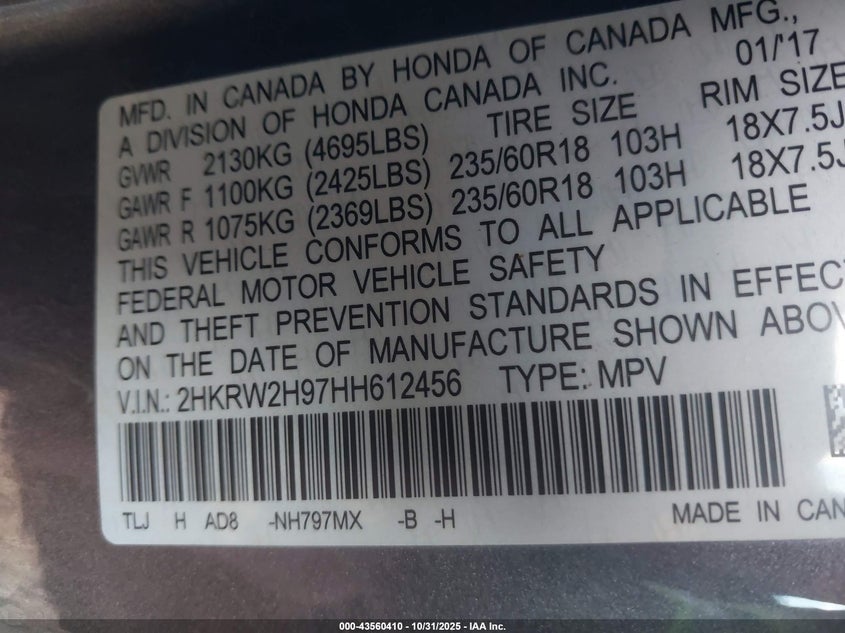 MFD. IN CANADA BY HONDA OF CANADA MFG.,
A DIVISION OF HONDA CANADA INC. 01/'17
GVWR 2130KG (4695LBS) TIRE SIZE RIM SIZE
GAWR F 1100KG (2425LBS) 235/60R18 103H 18X7.5J
GAWR R 1075KG (2369LBS) 235/60R18 103H 18X7.5J
THIS VEHICLE CONFORMS TO ALL APPLICABLE
FEDERAL MOTOR VEHICLE SAFETY
AND THEFT PREVENTION STANDARDS IN EFFECT
ON THE DATE OF MANUFACTURE SHOWN ABOV
V.I.N.: 2HKRW2H97HH612456 TYPE: MPV
TLJ H AD8 -NH797MX -B -H MADE IN CAN
000-43560410 - 10/31/2025 - IAA Inc.